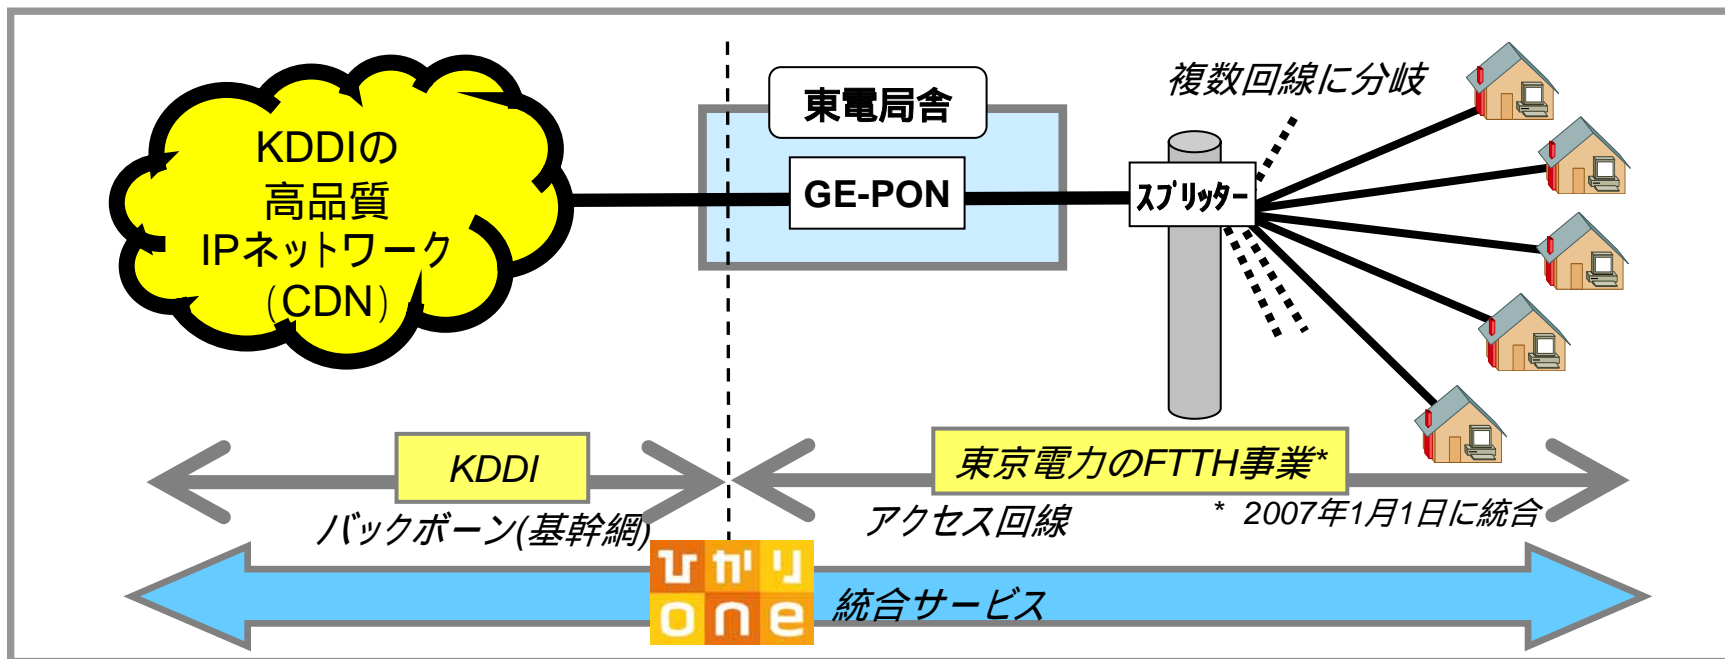 KDDIの
高品質
IPネットワーク
（CDN）
東電局舎
GE-PON
複数回線に分岐
スプリッター
KDDI
東京電力のFTTH事業*
バックボーン(基幹網)
アクセス回線
* 2007年1月1日に統合
ひかり
one
統合サービス